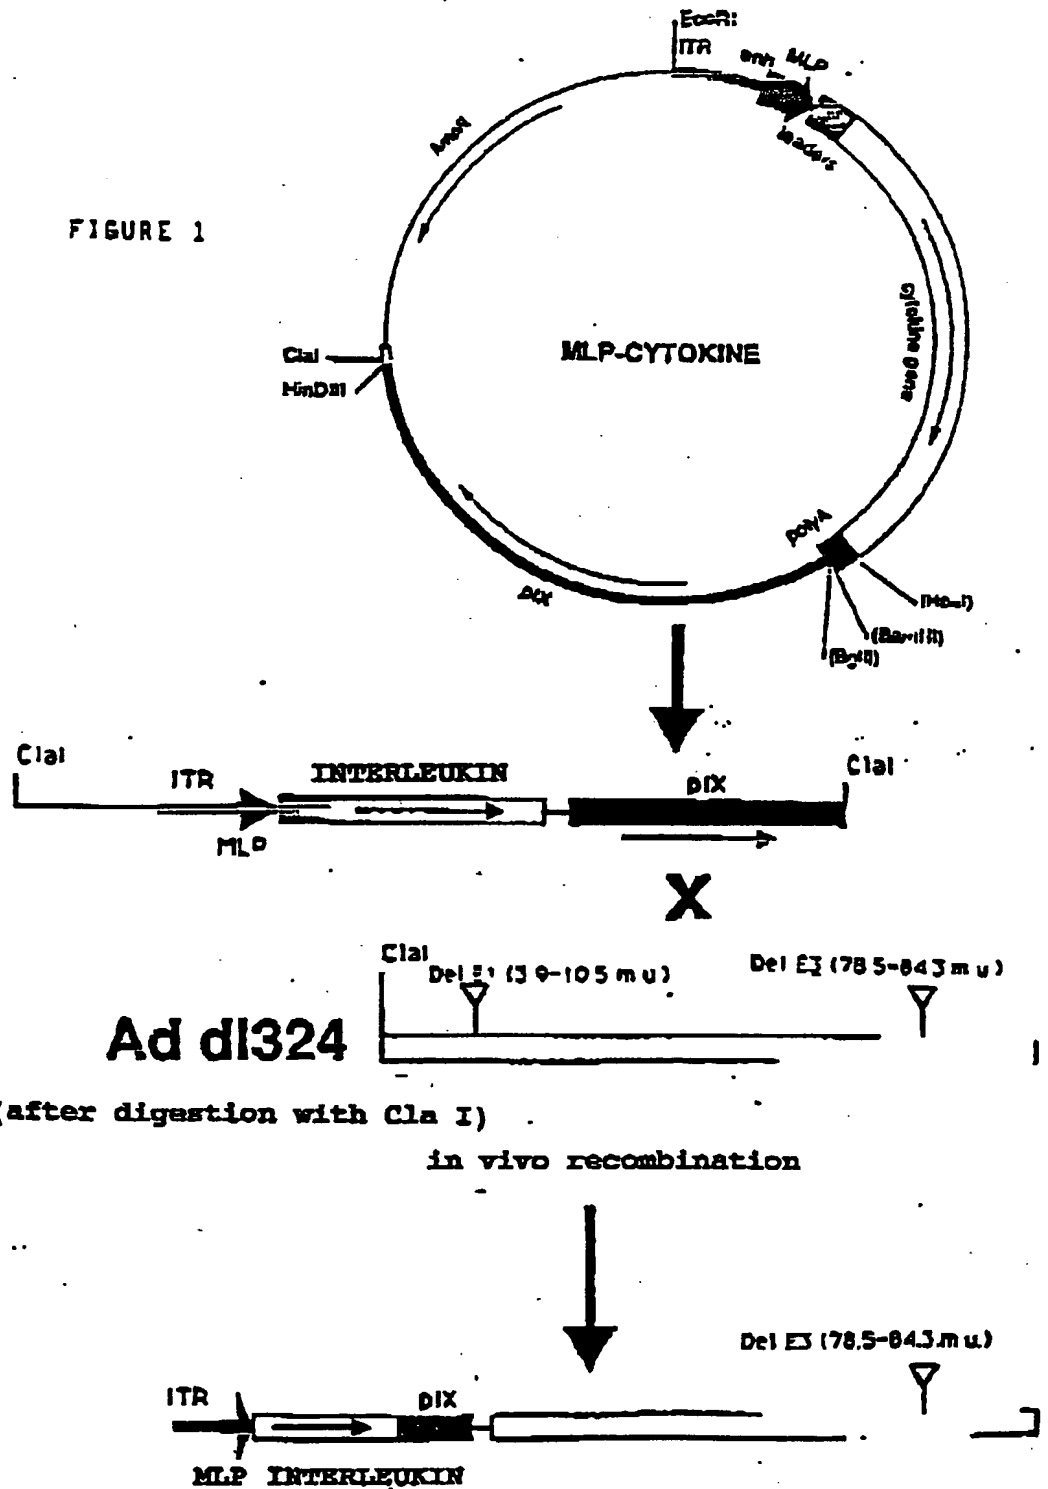 EcoRI
ITR
enh MLP
leaders
FIGURE 1
cytokine gene
ClaI
MLP-CYTOKINE
polyA
pIX
(BamHI)
(BglII)
ClaI
ITR
INTERLEUKIN
pIX
ClaI
MLP
X
ClaI
Del E1 (3 9-10 5 m u)
Del E3 (78 5-84 3 m u)
Ad dl324
(after digestion with Cla I)
in vivo recombination
Del E3 (78.5-84.3.m u.)
ITR
pIX
MLP INTERLEUKIN